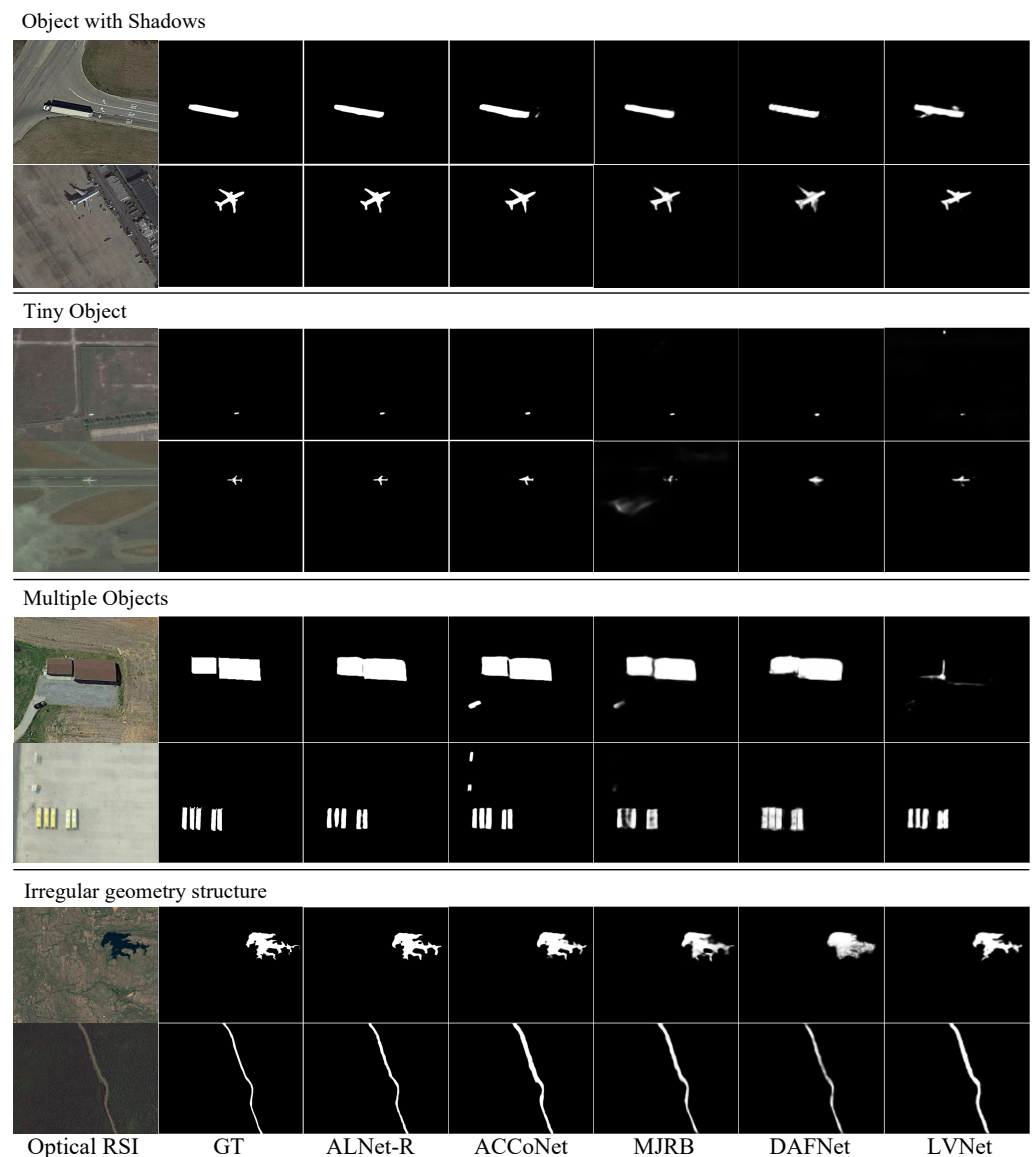 Object with Shadows
Tiny Object
Multiple Objects
Irregular geometry structure
Optical RSI GT ALNet-R ACCoNet MJRB DAFNet LVNet